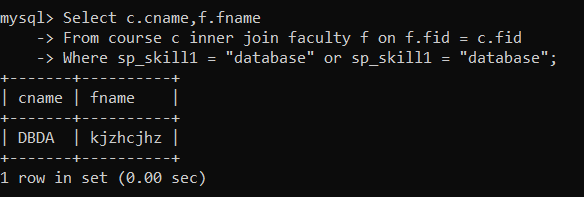 mysql> Select c.cname,f.fname
    -> From course c inner join faculty f on f.fid = c.fid
    -> Where sp_skill1 = "database" or sp_skill1 = "database";
+-------+----------+
| cname | fname    |
+-------+----------+
| DBDA  | kjzhcjhz |
+-------+----------+
1 row in set (0.00 sec)